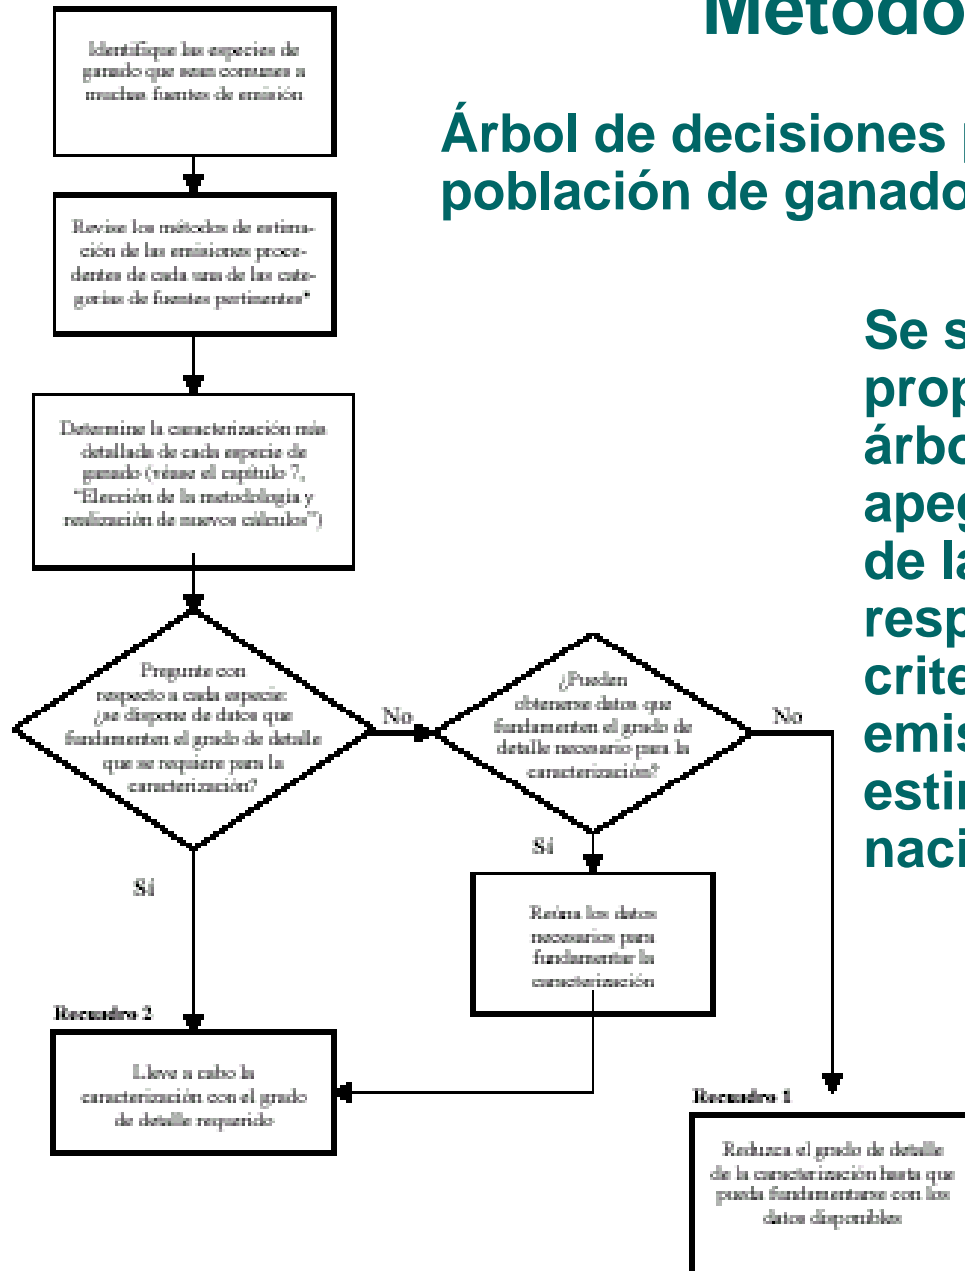 Método
Árbol de decisiones
población de ganado
Identifique las especies de
ganado que sean comunes a
muchas fuentes de emisión
Revise los métodos de estima-
ción de las emisiones proce-
dentes de cada una de las cate-
gorías de fuentes pertinentes*
Determine la caracterización más
detallada de cada especie de
ganado (véase el capítulo 7,
"Elección de la metodología y
realización de nuevos cálculos")
Pregunte con
respecto a cada especie:
¿se dispone de datos que
fundamenten el grado de detalle
que se requiere para la
caracterización?
No
Sí
¿Pueden
obtenerse datos que
fundamenten el grado de
detalle necesario para la
caracterización?
No
Sí
Reúna los datos
necesarios para
fundamentar la
caracterización
Recuadro 2
Lleve a cabo la
caracterización con el grado
de detalle requerido
Recuadro 1
Reduzca el grado de detalle
de la caracterización hasta que
pueda fundamentarse con los
datos disponibles
Se s
prop
árbo
apeg
de la
resp
crite
emis
estin
naci